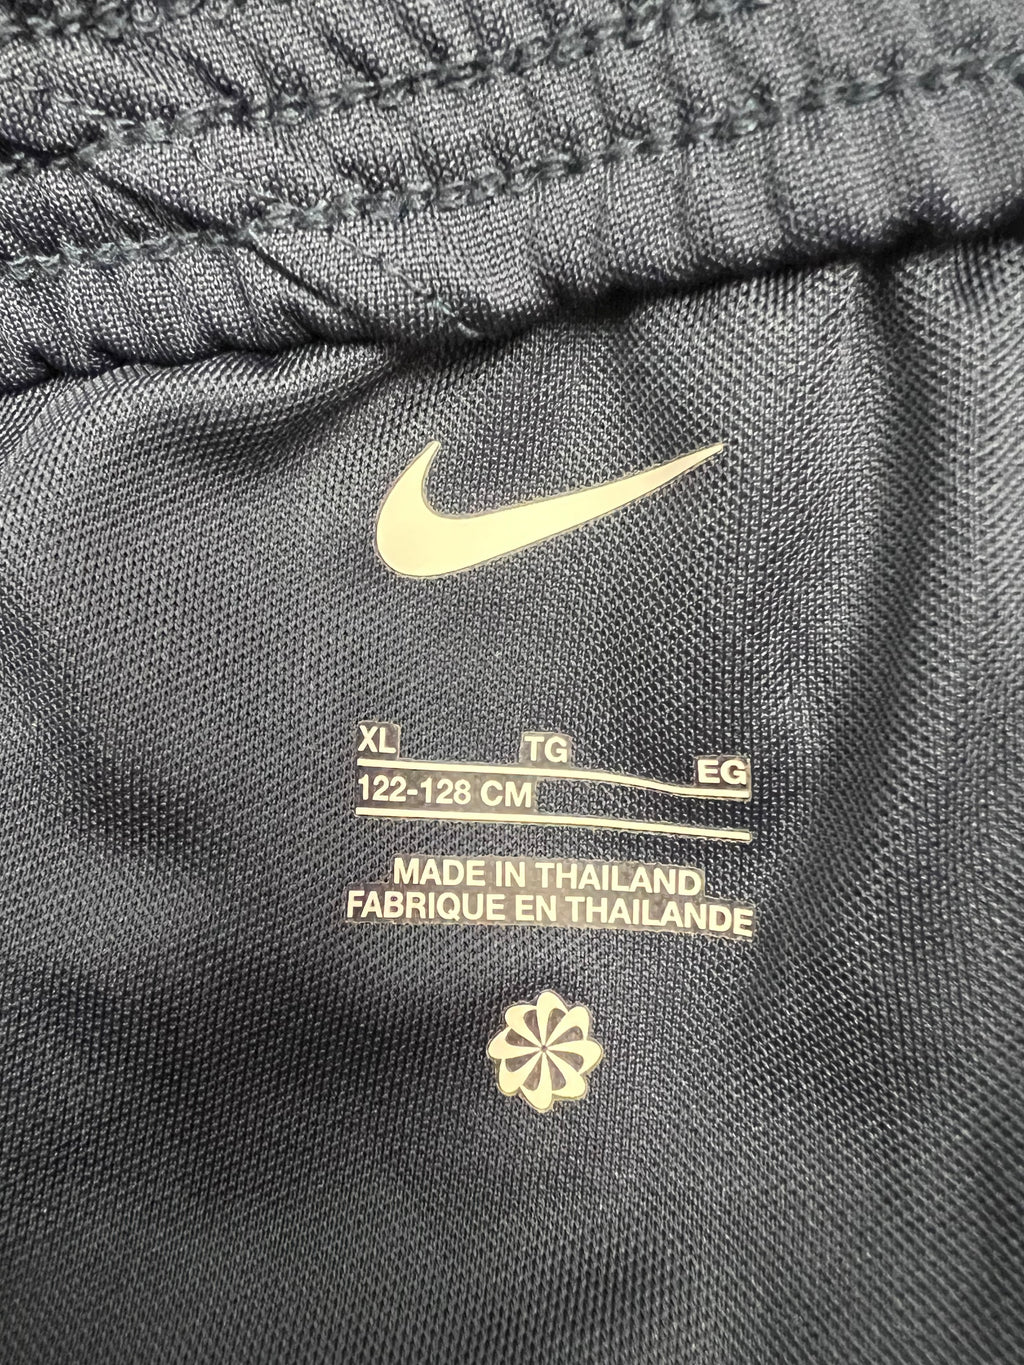 XL TG EG
122-128 CM
MADE IN THAILAND
FABRIQUE EN THAILANDE